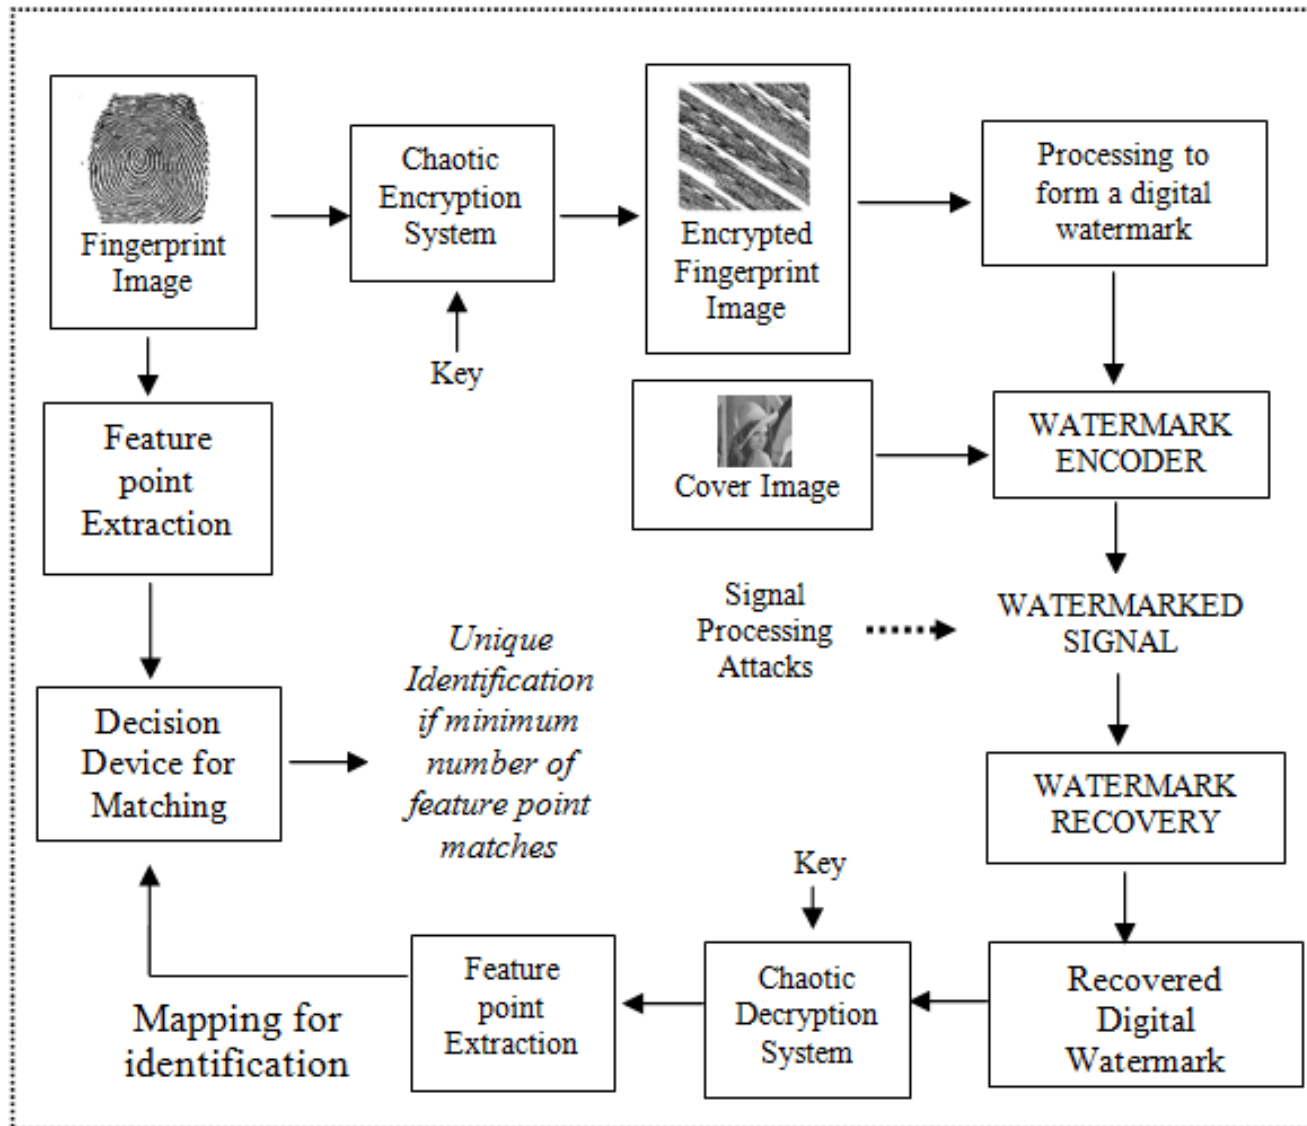 Fingerprint
Image
Chaotic
Encryption
System
Key
Encrypted
Fingerprint
Image
Processing to
form a digital
watermark
Feature
point
Extraction
Cover Image
WATERMARK
ENCODER
Signal
Processing
Attacks
WATERMARKED
SIGNAL
Decision
Device for
Matching
Unique
Identification
if minimum
number of
feature point
matches
WATERMARK
RECOVERY
Key
Mapping for
identification
Feature
point
Extraction
Chaotic
Decryption
System
Recovered
Digital
Watermark